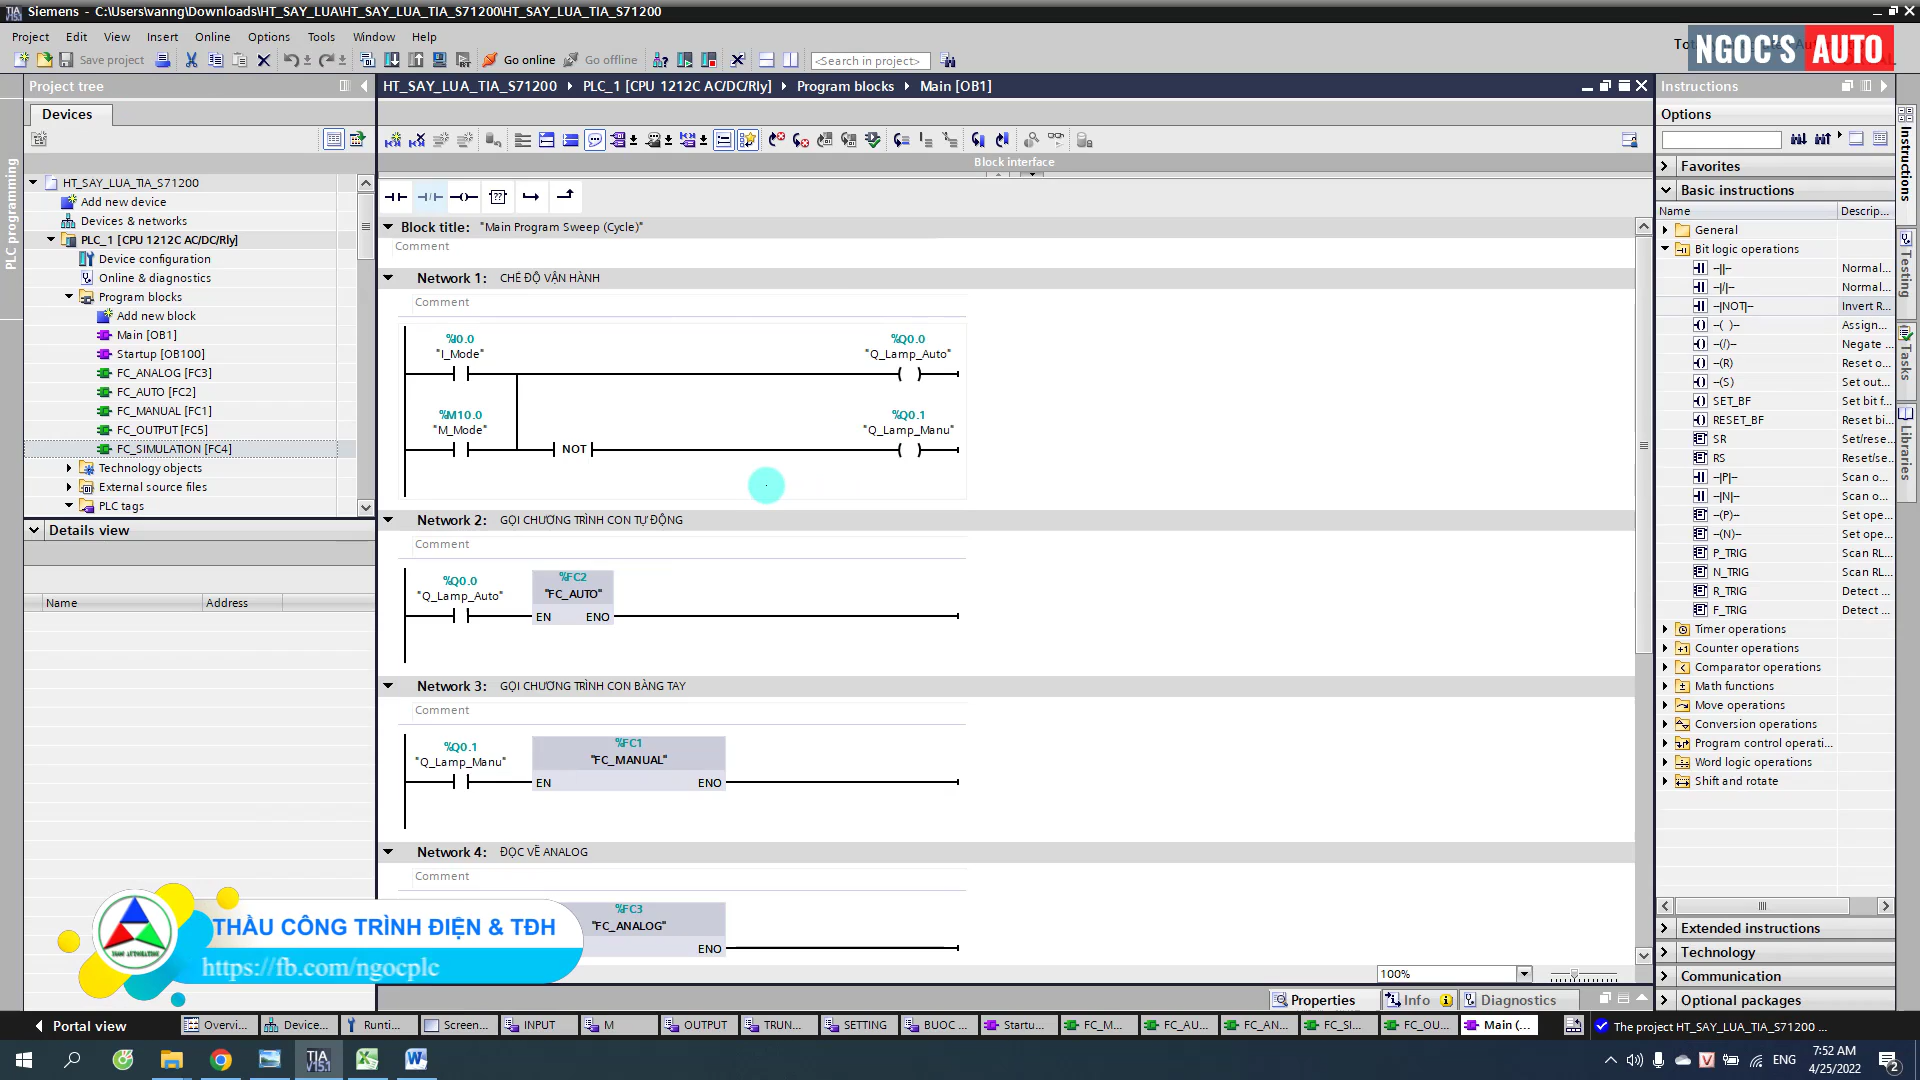 Siemens - C:\Users\vanng\Downloads\HT_SAY_LUA\HT_SAY_LUA_TIA_S71200\HT_SAY_LUA_TIA_S71200
Project Edit View Insert Online Options Tools Window Help
NGOC'S AUTO
Save project
Go online
Go offline
<Search in project>
Project tree
HT_SAY_LUA_TIA_S71200 PLC_1 [CPU 1212C AC/DC/Rly] Program blocks Main [OB1]
Instructions
Devices
Options
Block interface
PLC programming
HT_SAY_LUA_TIA_S71200
Add new device
Devices & networks
PLC_1 [CPU 1212C AC/DC/Rly]
Device configuration
Online & diagnostics
Program blocks
Add new block
Main [OB1]
Startup [OB100]
FC_ANALOG [FC3]
FC_AUTO [FC2]
FC_MANUAL [FC1]
FC_OUTPUT [FC5]
FC_SIMULATION [FC4]
Technology objects
External source files
PLC tags
Details view
Name Address
Block title: "Main Program Sweep (Cycle)"
Comment
Network 1: CHẾ ĐỘ VẬN HÀNH
Comment
%I0.0
"I_Mode"
%Q0.0
"Q_Lamp_Auto"
%M10.0
"M_Mode"
NOT
%Q0.1
"Q_Lamp_Manu"
Network 2: GỌI CHƯƠNG TRÌNH CON TỰ ĐỘNG
Comment
%Q0.0
"Q_Lamp_Auto"
%FC2
"FC_AUTO"
EN ENO
Network 3: GỌI CHƯƠNG TRÌNH CON BẰNG TAY
Comment
%Q0.1
"Q_Lamp_Manu"
%FC1
"FC_MANUAL"
EN ENO
Network 4: ĐỌC VỀ ANALOG
Comment
%FC3
"FC_ANALOG"
ENO
100%
Properties Info Diagnostics
Favorites
Basic instructions
Name Descrip...
General
Bit logic operations
-||- Normal...
-|/|- Normal...
-|NOT|- Invert R...
-( )- Assign...
-(/)- Negate ...
-(R) Reset o...
-(S) Set out...
SET_BF Set bit f...
RESET_BF Reset bi...
SR Set/rese...
RS Reset/se...
-|P|- Scan o...
-|N|- Scan o...
-(P)- Set ope...
-(N)- Set ope...
P_TRIG Scan RL...
N_TRIG Scan RL...
R_TRIG Detect ...
F_TRIG Detect ...
Timer operations
Counter operations
Comparator operations
Math functions
Move operations
Conversion operations
Program control operati...
Word logic operations
Shift and rotate
Extended instructions
Technology
Communication
Optional packages
Instructions
Testing
Tasks
Libraries
THẦU CÔNG TRÌNH ĐIỆN & TĐH
https://fb.com/ngocplc
Portal view Overvi... Device... Runti... Screen... INPUT M OUTPUT TRUN... SETTING BUOC ... Startu... FC_M... FC_AU... FC_AN... FC_SI... FC_OU... Main (... The project HT_SAY_LUA_TIA_S71200 ...
TIA
V15.1
ENG
7:52 AM
4/25/2022
2